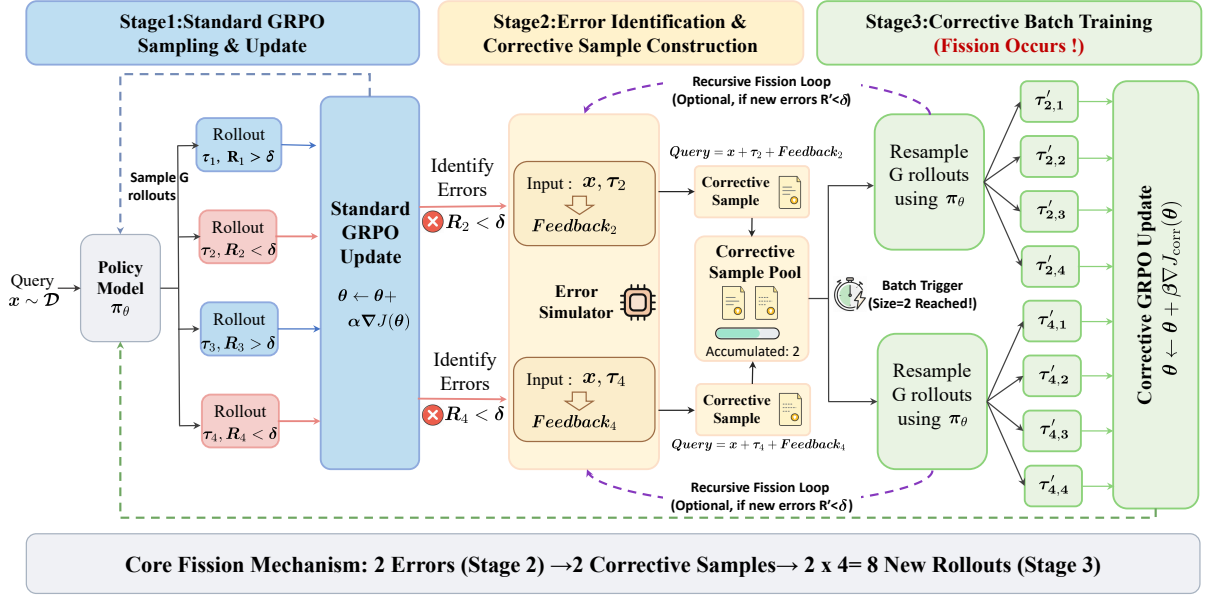 Stage1:Standard GRPO
Sampling & Update
Stage2:Error Identification &
Corrective Sample Construction
Stage3:Corrective Batch Training
(Fission Occurs !)
Query
x ∼ 𝒟
Policy
Model
π_θ
Sample G
rollouts
Rollout
τ₁, R₁ > δ
Rollout
τ₂, R₂ < δ
Rollout
τ₃, R₃ > δ
Rollout
τ₄, R₄ < δ
Standard
GRPO
Update
θ ← θ+
α∇J(θ)
Identify
Errors
R₂ < δ
Identify
Errors
R₄ < δ
Input : x, τ₂
Feedback₂
Error
Simulator
Input : x, τ₄
Feedback₄
Recursive Fission Loop
(Optional, if new errors R'<δ)
Query = x + τ₂ + Feedback₂
Corrective
Sample
Corrective
Sample Pool
Accumulated: 2
Corrective
Sample
Query = x + τ₄ + Feedback₄
Recursive Fission Loop
(Optional, if new errors R'<δ)
Batch Trigger
(Size=2 Reached!)
Resample
G rollouts
using π_θ
Resample
G rollouts
using π_θ
τ′₂,₁
τ′₂,₂
τ′₂,₃
τ′₂,₄
τ′₄,₁
τ′₄,₂
τ′₄,₃
τ′₄,₄
Corrective GRPO Update
θ ← θ + β∇J_corr(θ)
Core Fission Mechanism: 2 Errors (Stage 2) →2 Corrective Samples→ 2 x 4= 8 New Rollouts (Stage 3)